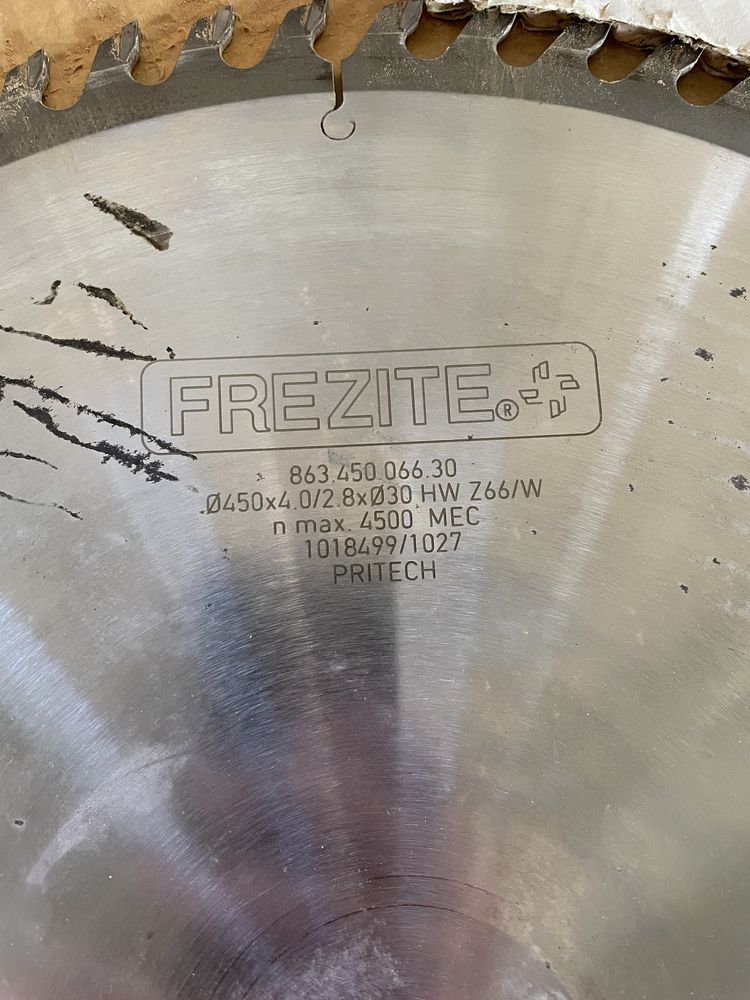 FREZITE®
863.450.066.30
Ø450x4.0/2.8xØ30 HW Z66/W
n max. 4500 MEC
1018499/1027
PRITECH